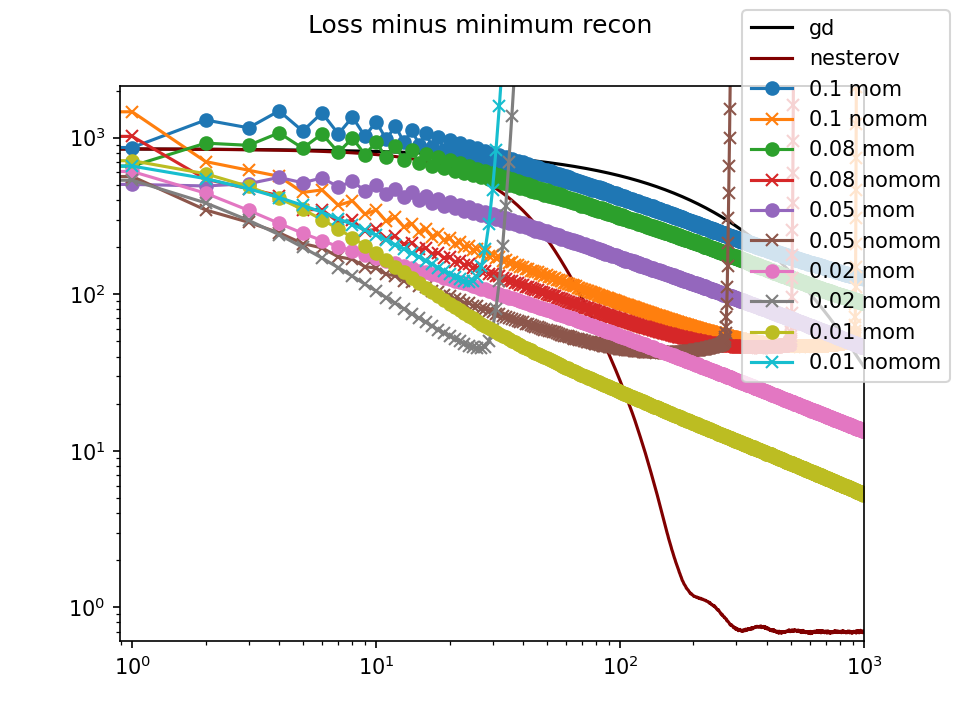 Loss minus minimum recon
gd
nesterov
0.1 mom
0.1 nomom
0.08 mom
0.08 nomom
0.05 mom
0.05 nomom
0.02 mom
0.02 nomom
0.01 mom
0.01 nomom
10³
10²
10¹
10⁰
10⁰ 10¹ 10² 10³